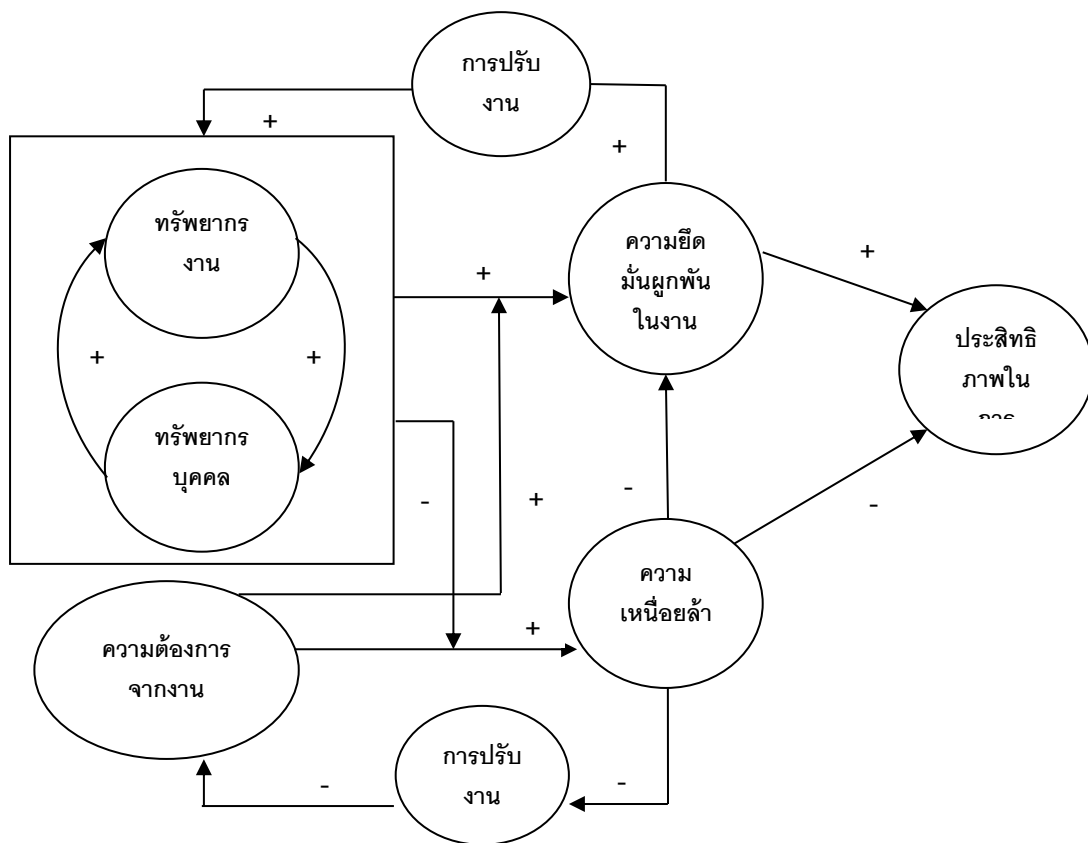 การปรับ
งาน
+
+
ทรัพยากร
งาน
ความยึด
มั่นผูกพัน
ในงาน
+
+
ประสิทธิ
ภาพใน
+
+
ทรัพยากร
บุคคล
-
+
-
-
ความ
เหนื่อยล้า
ความต้องการ
จากงาน
+
การปรับ
งาน
-
-